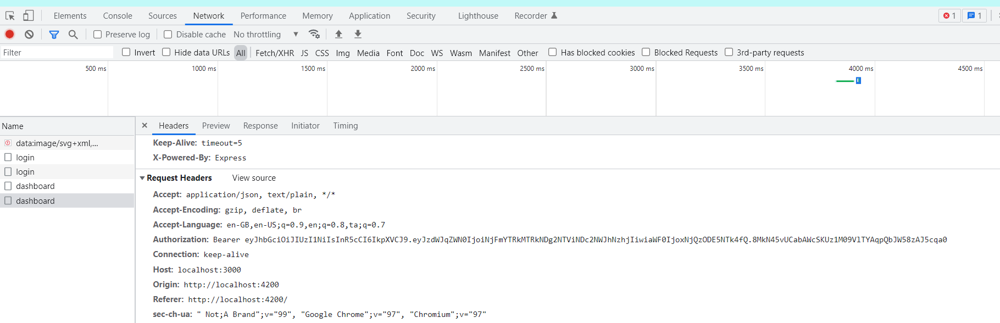 Elements Console Sources Network Performance Memory Application Security Lighthouse Recorder 1 1
Preserve log Disable cache No throttling
Filter Invert Hide data URLs All Fetch/XHR JS CSS Img Media Font Doc WS Wasm Manifest Other Has blocked cookies Blocked Requests 3rd-party requests
500 ms 1000 ms 1500 ms 2000 ms 2500 ms 3000 ms 3500 ms 4000 ms 4500 ms
Name
data:image/svg+xml,...
login
login
dashboard
dashboard
× Headers Preview Response Initiator Timing
Keep-Alive: timeout=5
X-Powered-By: Express
Request Headers View source
Accept: application/json, text/plain, */*
Accept-Encoding: gzip, deflate, br
Accept-Language: en-GB,en-US;q=0.9,en;q=0.8,ta;q=0.7
Authorization: Bearer eyJhbGciOiJIUzI1NiIsInR5cCI6IkpXVCJ9.eyJzdWJqZWN0IjoiNjFmYTRkMTRkNDg2NTViNDc2NWJhNzhjIiwiaWF0IjoxNjQzODE5NTk4fQ.8MkN45vUCabAWcSKUz1M09VlTYAqpQbJW58zAJ5cqa0
Connection: keep-alive
Host: localhost:3000
Origin: http://localhost:4200
Referer: http://localhost:4200/
sec-ch-ua: " Not;A Brand";v="99", "Google Chrome";v="97", "Chromium";v="97"